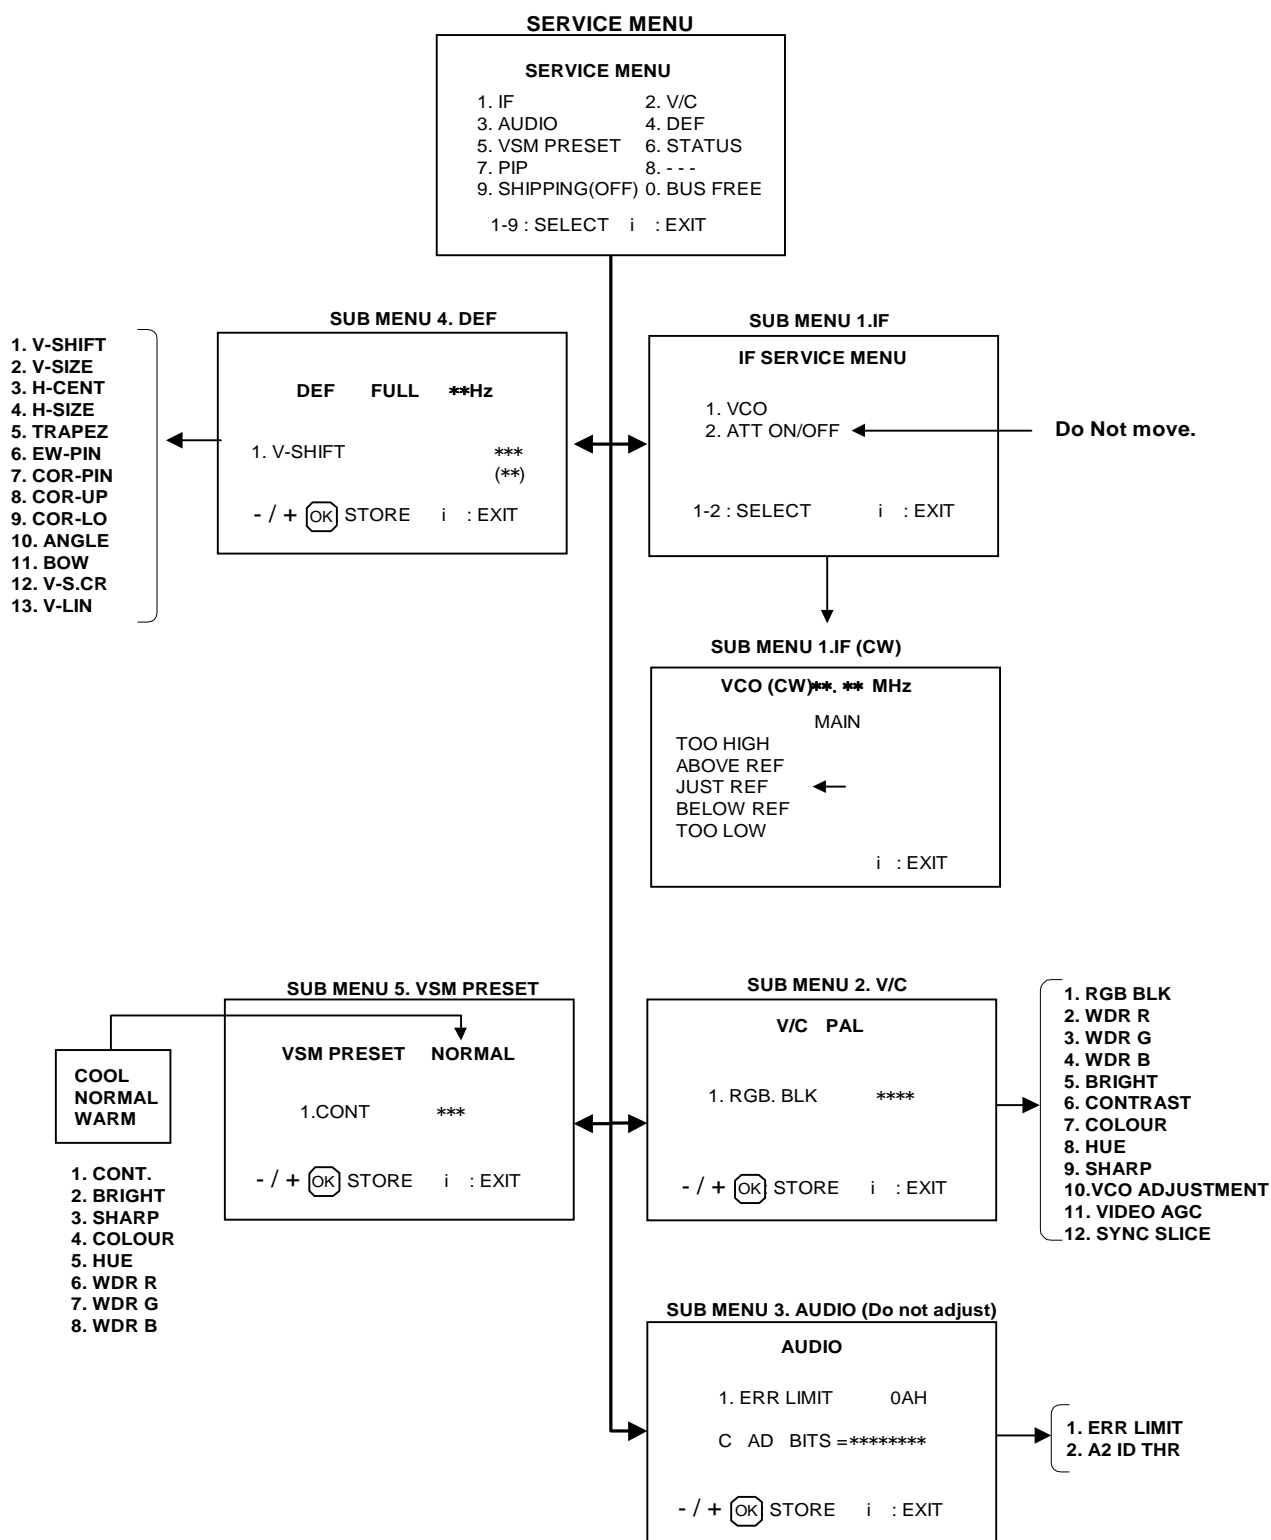 SERVICE MENU
SERVICE MENU
1. IF 2. V/C
3. AUDIO 4. DEF
5. VSM PRESET 6. STATUS
7. PIP 8. - - -
9. SHIPPING(OFF) 0. BUS FREE
1-9 : SELECT i : EXIT
SUB MENU 4. DEF
DEF FULL **Hz
1. V-SHIFT ***
(**)
- / + OK STORE i : EXIT
1. V-SHIFT
2. V-SIZE
3. H-CENT
4. H-SIZE
5. TRAPEZ
6. EW-PIN
7. COR-PIN
8. COR-UP
9. COR-LO
10. ANGLE
11. BOW
12. V-S.CR
13. V-LIN
SUB MENU 1.IF
IF SERVICE MENU
1. VCO
2. ATT ON/OFF
1-2 : SELECT i : EXIT
Do Not move.
SUB MENU 1.IF (CW)
VCO (CW)**. ** MHz
MAIN
TOO HIGH
ABOVE REF
JUST REF
BELOW REF
TOO LOW
i : EXIT
SUB MENU 5. VSM PRESET
VSM PRESET NORMAL
1.CONT ***
- / + OK STORE i : EXIT
COOL
NORMAL
WARM
1. CONT.
2. BRIGHT
3. SHARP
4. COLOUR
5. HUE
6. WDR R
7. WDR G
8. WDR B
SUB MENU 2. V/C
V/C PAL
1. RGB. BLK ****
- / + OK STORE i : EXIT
1. RGB BLK
2. WDR R
3. WDR G
4. WDR B
5. BRIGHT
6. CONTRAST
7. COLOUR
8. HUE
9. SHARP
10.VCO ADJUSTMENT
11. VIDEO AGC
12. SYNC SLICE
SUB MENU 3. AUDIO (Do not adjust)
AUDIO
1. ERR LIMIT 0AH
C AD BITS =********
- / + OK STORE i : EXIT
1. ERR LIMIT
2. A2 ID THR